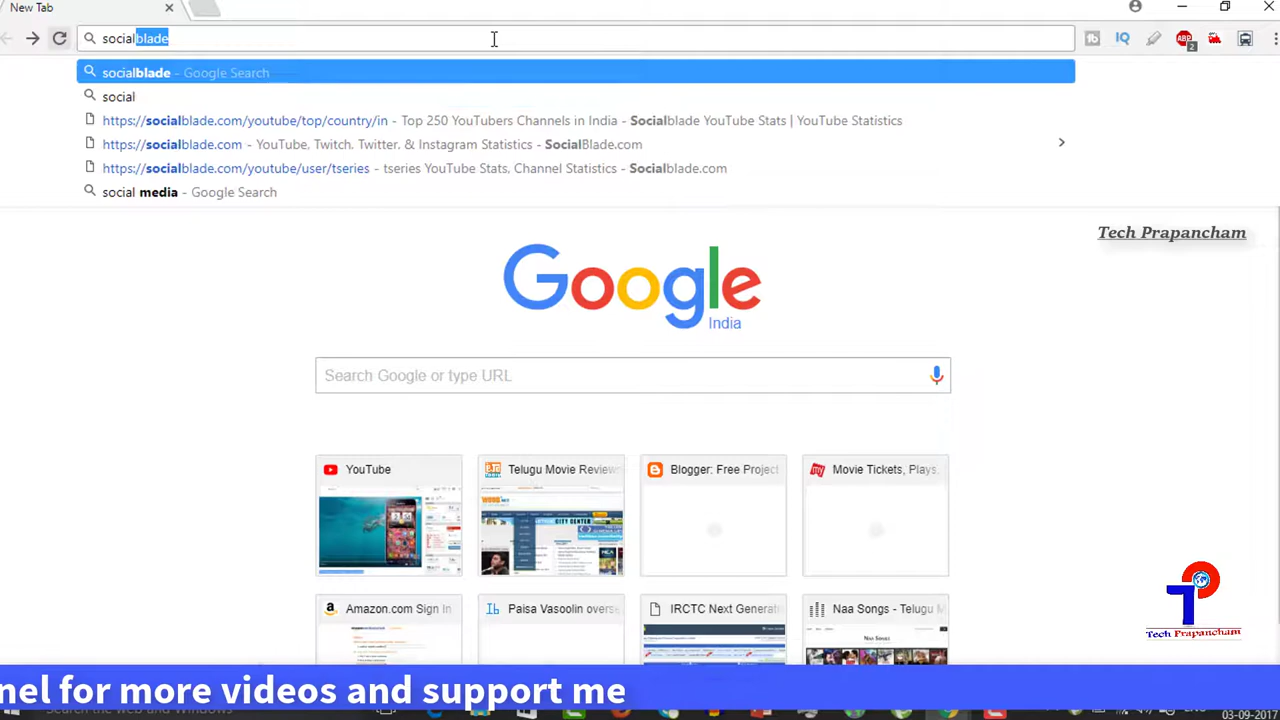 New Tab
socialblade
2
socialblade - Google Search
social
https://socialblade.com/youtube/top/country/in - Top 250 YouTubers Channels in India - Socialblade YouTube Stats | YouTube Statistics
https://socialblade.com - YouTube, Twitch, Twitter, & Instagram Statistics - SocialBlade.com
https://socialblade.com/youtube/user/tseries - tseries YouTube Stats, Channel Statistics - Socialblade.com
social media - Google Search
Tech Prapancham
Google
India
Search Google or type URL
YouTube
Telugu Movie Reviews
Blogger: Free Project
Movie Tickets, Plays,
Amazon.com Sign In
Paisa Vasoolin overse
IRCTC Next Generati
Naa Songs - Telugu M
Tech Prapancham
nel for more videos and support me
03-09-2017